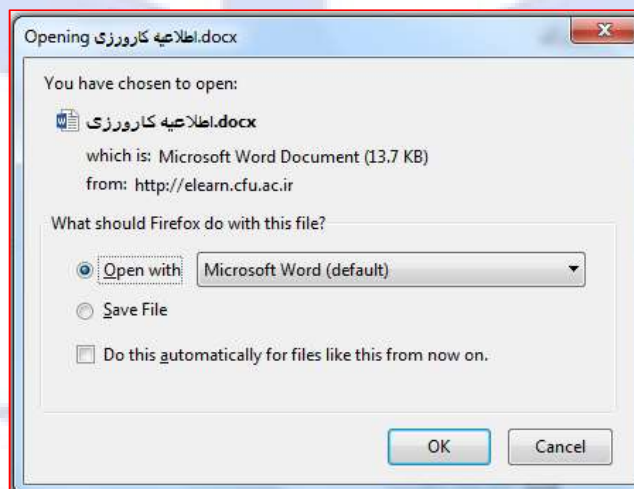 Opening اطلاعیه کارورزی.docx
You have chosen to open:
اطلاعیه کارورزی.docx
which is: Microsoft Word Document (13.7 KB)
from: http://elearn.cfu.ac.ir
What should Firefox do with this file?
Open with Microsoft Word (default)
Save File
Do this automatically for files like this from now on.
OK Cancel